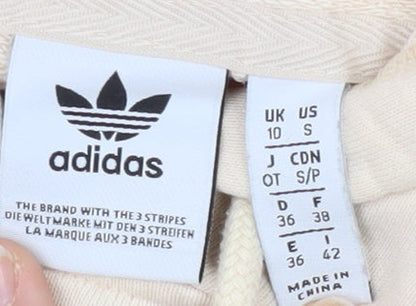 adidas
THE BRAND WITH THE 3 STRIPES
DIE WELTMARKE MIT DEN 3 STREIFEN
LA MARQUE AUX 3 BANDES
UK US
10 S
J CDN
OT S/P
D F
36 38
E I
36 42
MADE IN
CHINA